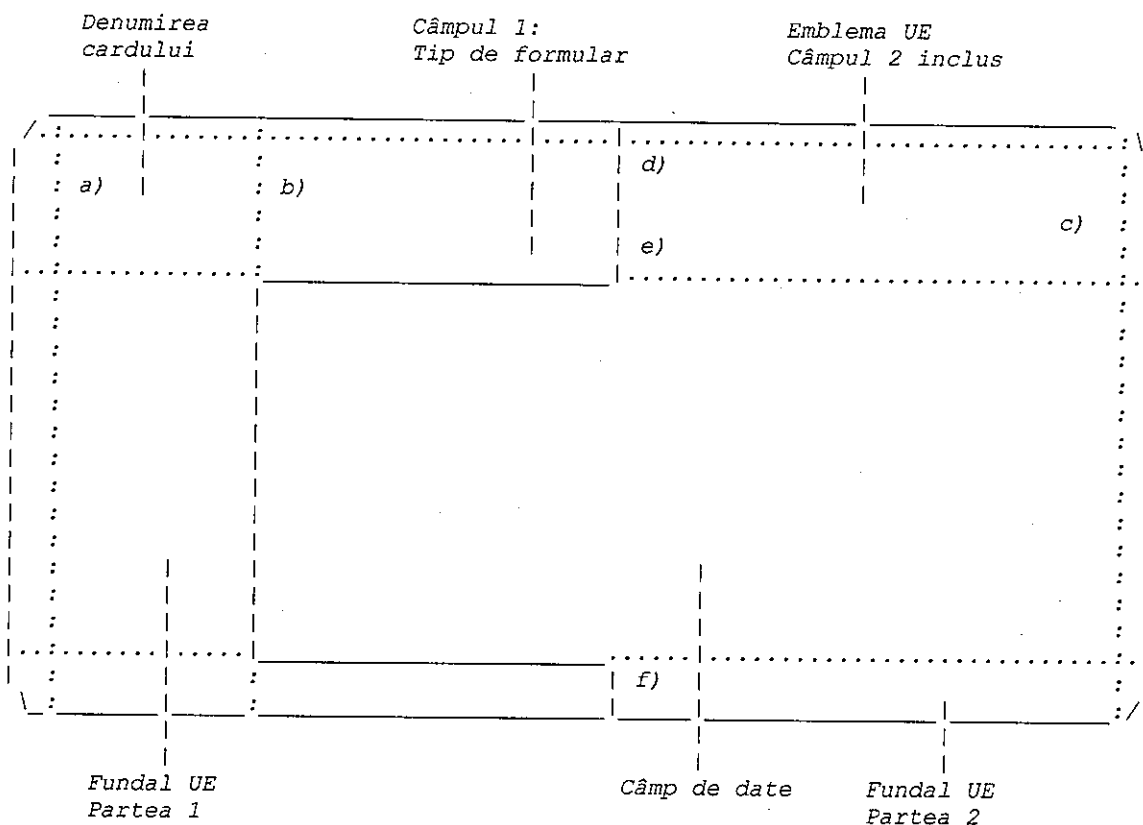 Denumirea
cardului
Câmpul 1:
Tip de formular
Emblema UE
Câmpul 2 inclus
a)
b)
d)
c)
e)
f)
Fundal UE
Partea 1
Câmp de date
Fundal UE
Partea 2